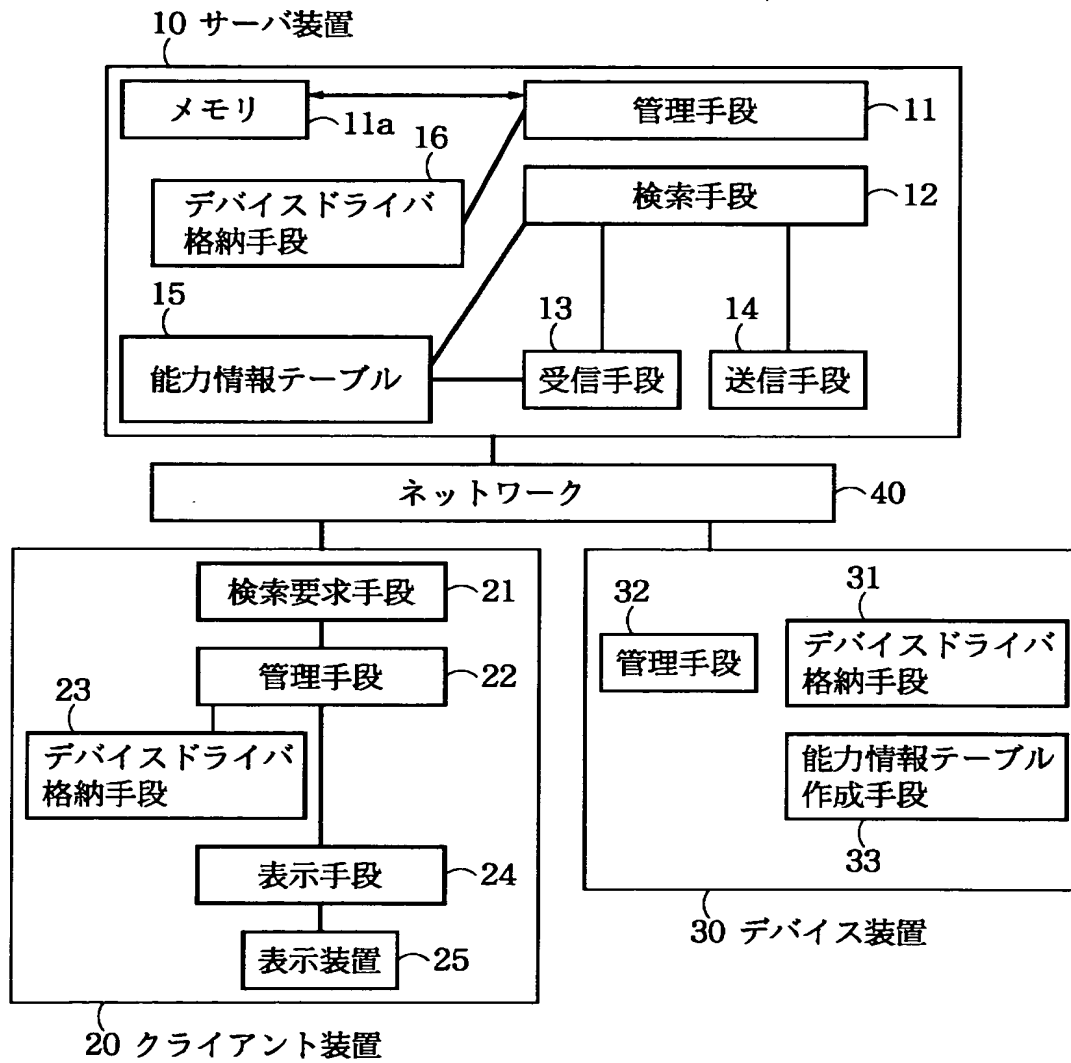 10 サーバ装置
メモリ
11a
管理手段
11
16
デバイスドライバ
格納手段
検索手段
12
15
能力情報テーブル
13
受信手段
14
送信手段
ネットワーク
40
検索要求手段
21
管理手段
22
23
デバイスドライバ
格納手段
表示手段
24
表示装置
25
20 クライアント装置
32
管理手段
31
デバイスドライバ
格納手段
能力情報テーブル
作成手段
33
30 デバイス装置